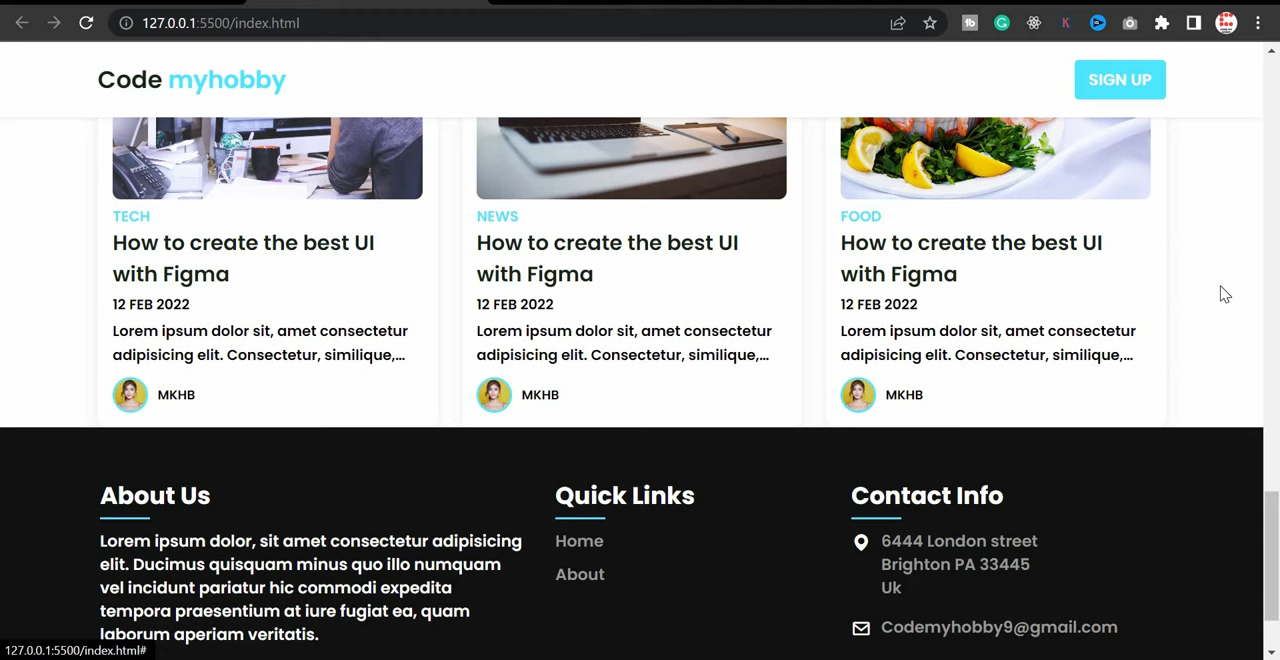 127.0.0.1:5500/index.html
Code myhobby
SIGN UP
TECH
How to create the best UI
with Figma
12 FEB 2022
Lorem ipsum dolor sit, amet consectetur
adipisicing elit. Consectetur, similique,...
MKHB
NEWS
How to create the best UI
with Figma
12 FEB 2022
Lorem ipsum dolor sit, amet consectetur
adipisicing elit. Consectetur, similique,...
MKHB
FOOD
How to create the best UI
with Figma
12 FEB 2022
Lorem ipsum dolor sit, amet consectetur
adipisicing elit. Consectetur, similique,...
MKHB
About Us
Lorem ipsum dolor, sit amet consectetur adipisicing
elit. Ducimus quisquam minus quo illo numquam
vel incidunt pariatur hic commodi expedita
tempora praesentium at iure fugiat ea, quam
laborum aperiam veritatis.
Quick Links
Home
About
Contact Info
6444 London street
Brighton PA 33445
Uk
Codemyhobby9@gmail.com
127.0.0.1:5500/index.html#